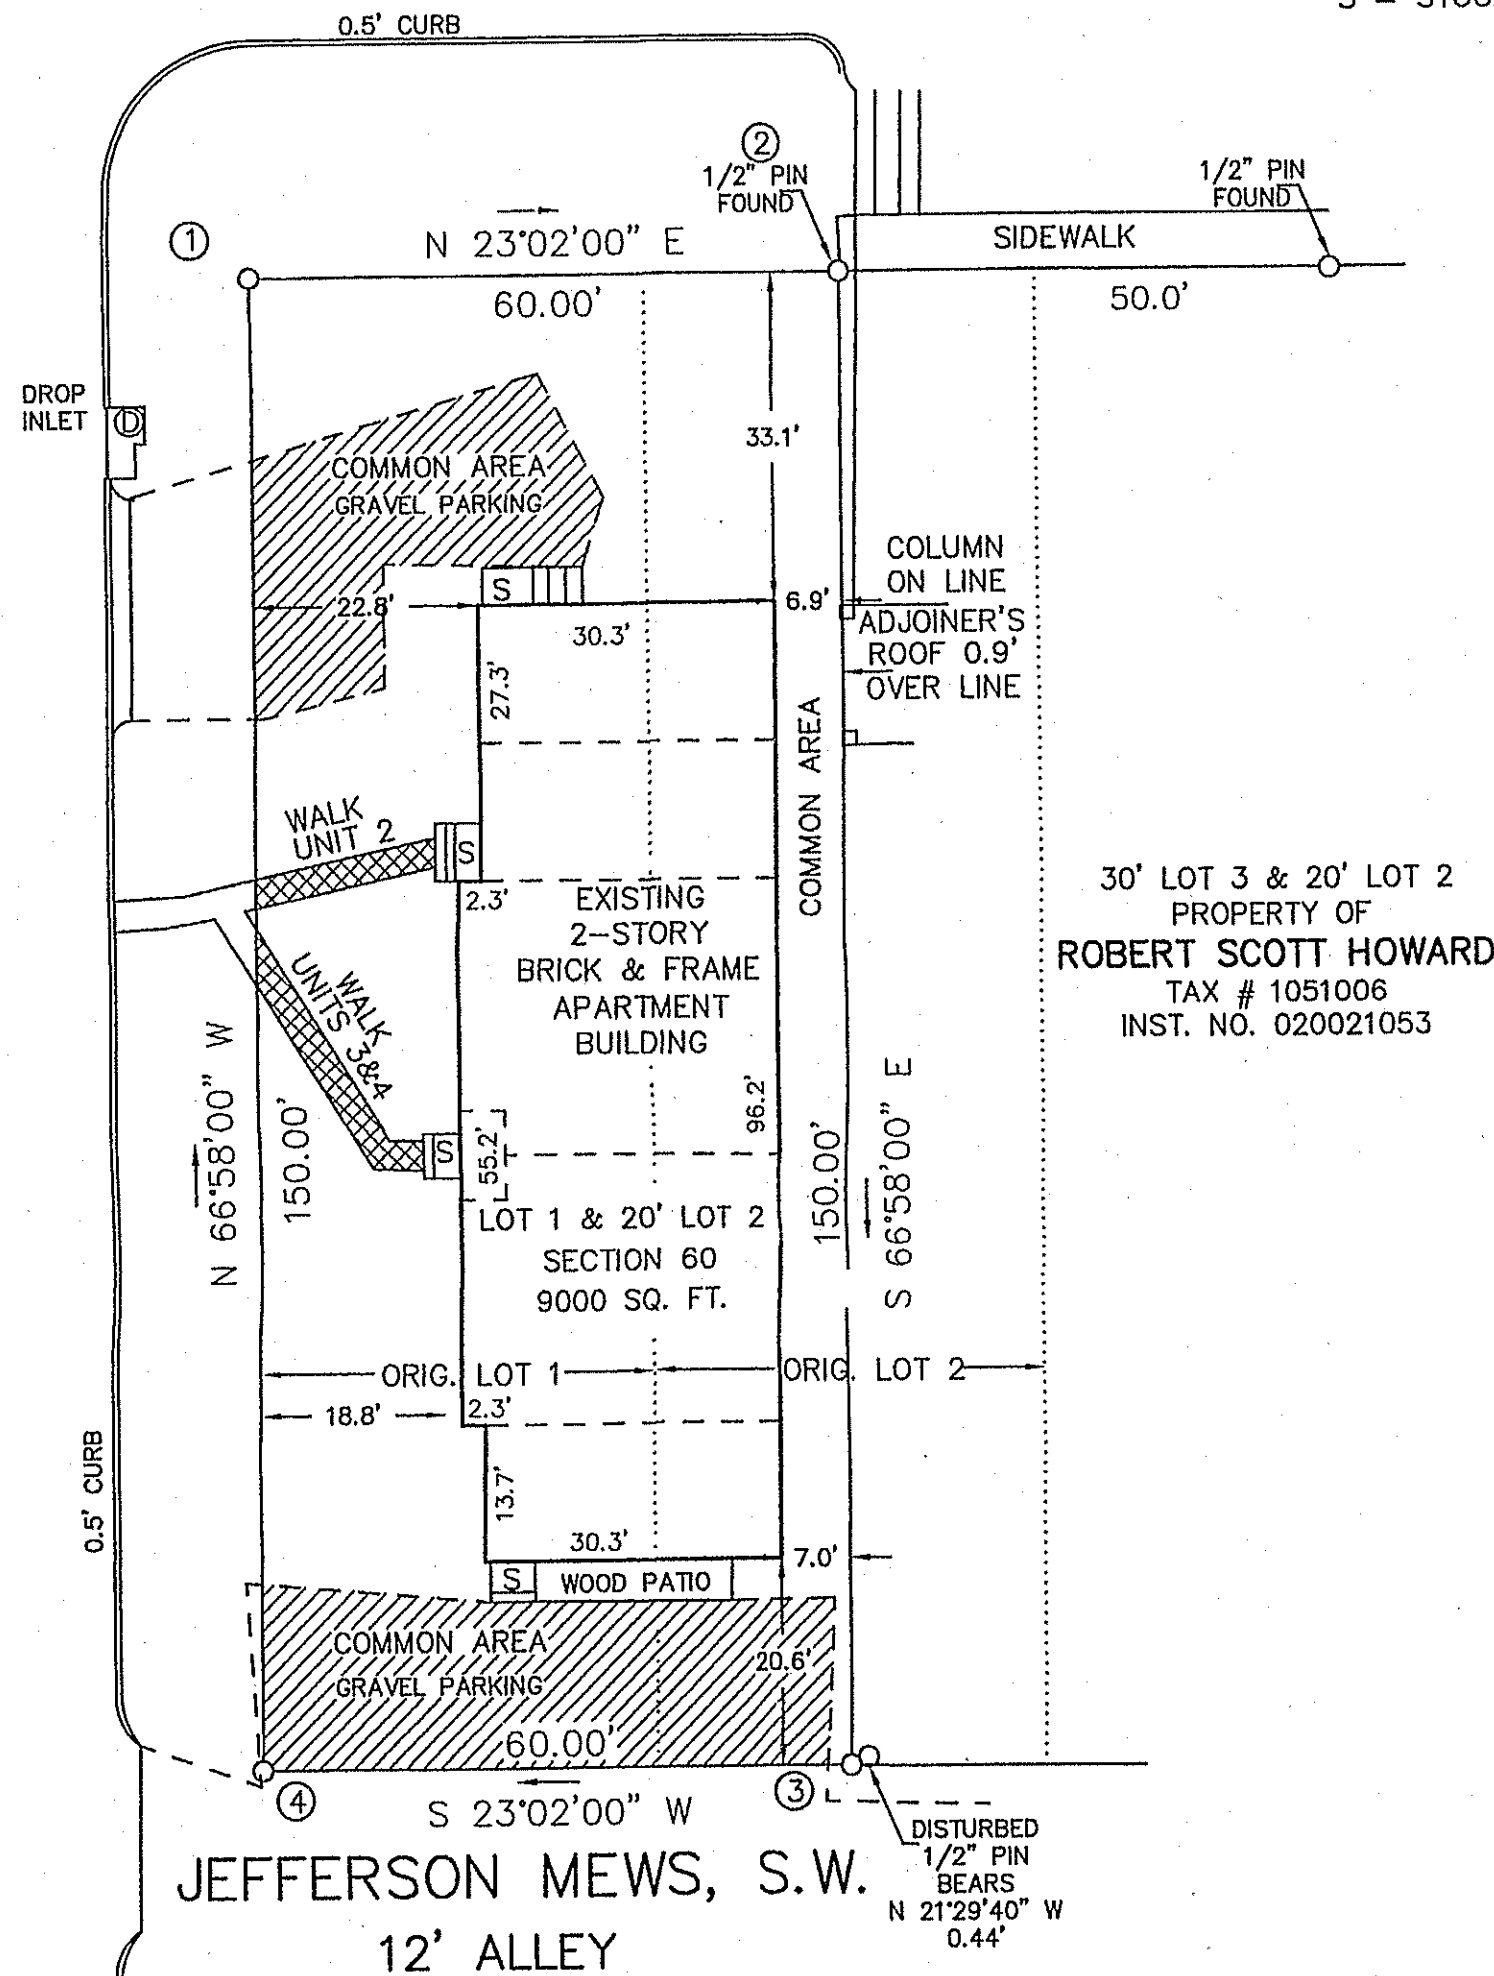 0.5' CURB
②
1/2" PIN
FOUND
1/2" PIN
FOUND
①
N 23°02'00" E
SIDEWALK
60.00'
50.0'
DROP
INLET
D
33.1'
COMMON AREA
GRAVEL PARKING
COLUMN
ON LINE
S
22.8'
6.9'
30.3'
ADJOINER'S
ROOF 0.9'
OVER LINE
27.3'
COMMON AREA
WALK
UNIT 2
S
2.3'
EXISTING
2-STORY
BRICK & FRAME
APARTMENT
BUILDING
30' LOT 3 & 20' LOT 2
PROPERTY OF
ROBERT SCOTT HOWARD
TAX # 1051006
INST. NO. 020021053
WALK
UNITS 3&4
N 66°58'00" W
150.00'
S
55.2'
96.2'
150.00'
S 66°58'00" E
LOT 1 & 20' LOT 2
SECTION 60
9000 SQ. FT.
ORIG. LOT 1
ORIG. LOT 2
18.8'
2.3'
0.5' CURB
13.7'
30.3'
7.0'
S
WOOD PATIO
COMMON AREA
GRAVEL PARKING
20.6'
60.00'
④
③
S 23°02'00" W
DISTURBED
1/2" PIN
BEARS
N 21°29'40" W
0.44'
JEFFERSON MEWS, S.W.
12' ALLEY